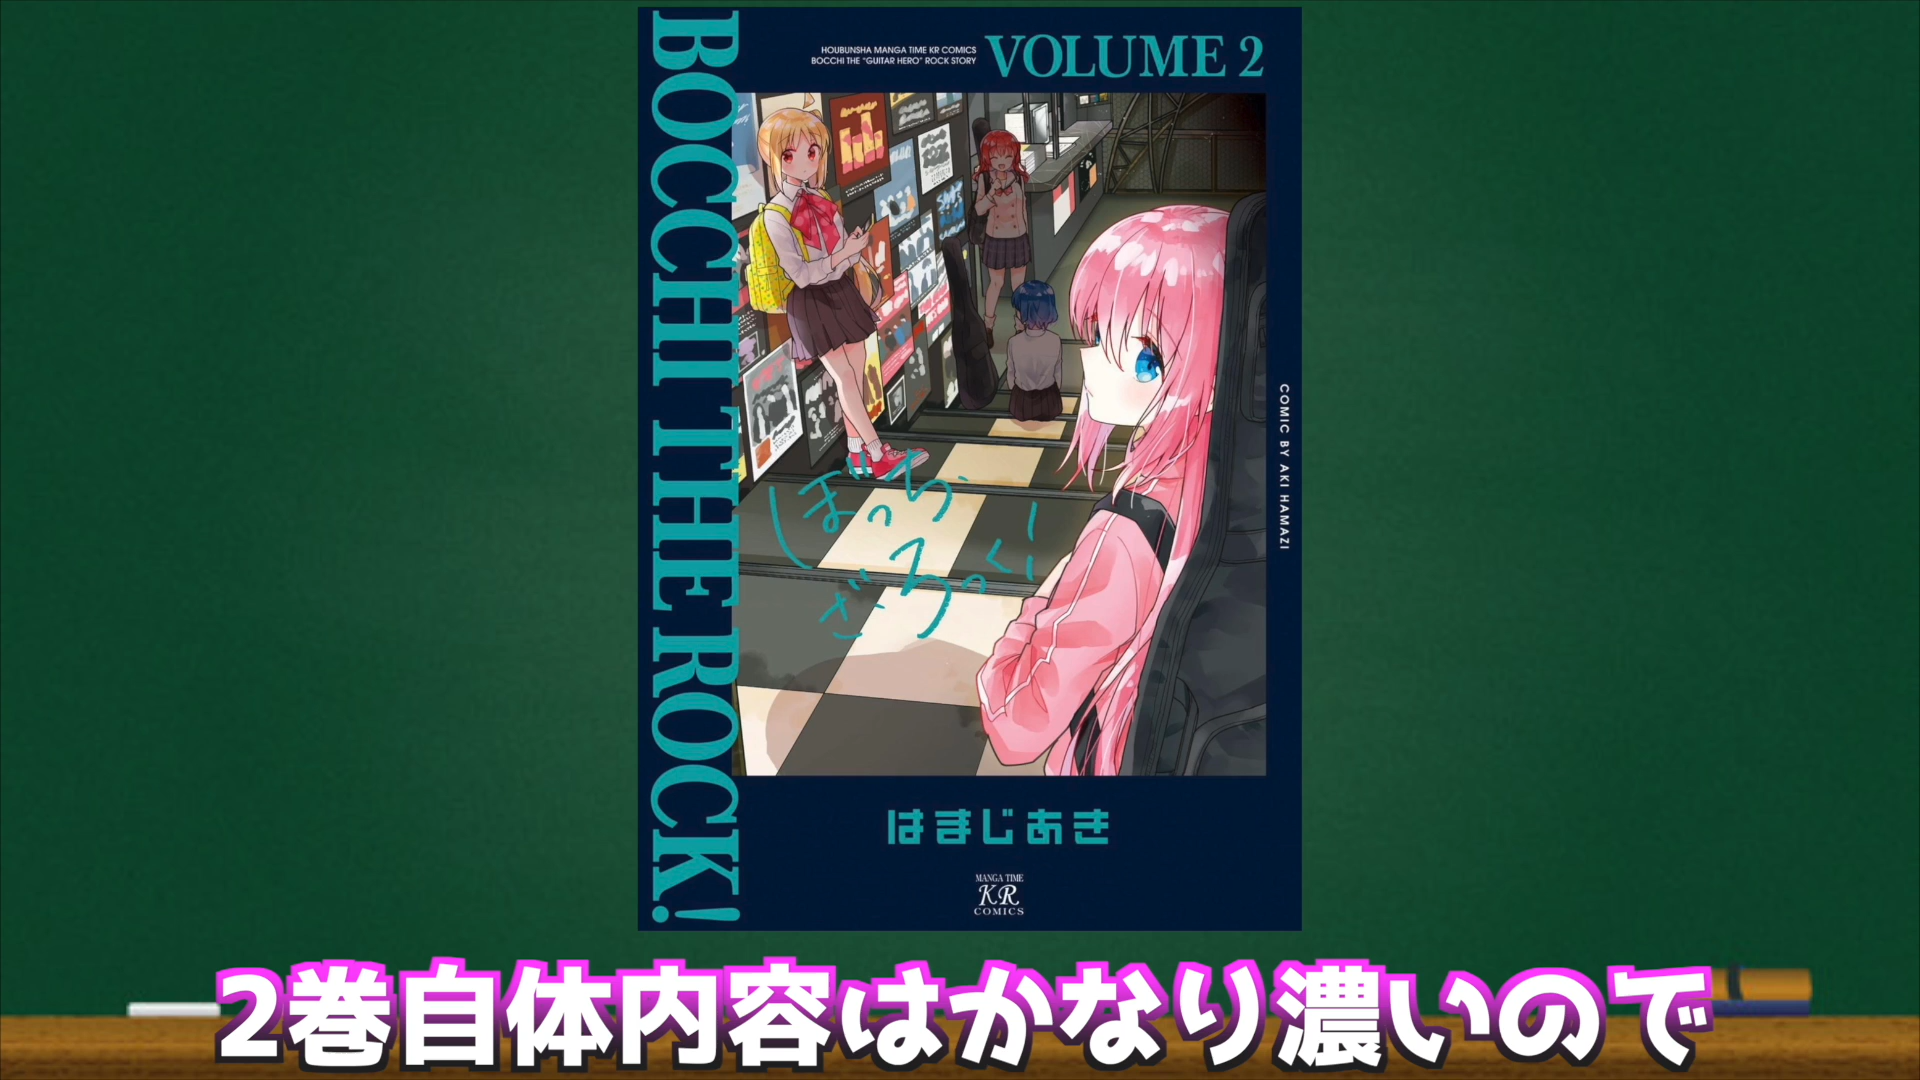 BOCCHI THE ROCK!
HOUBUNSHA MANGA TIME KR COMICS
BOCCHI THE "GUITAR HERO" ROCK STORY
VOLUME 2
ぼっち・
ざ・ろっく!
COMIC BY AKI HAMAZI
はまじあき
MANGA TIME
KR
COMICS
2巻自体内容はかなり濃いので